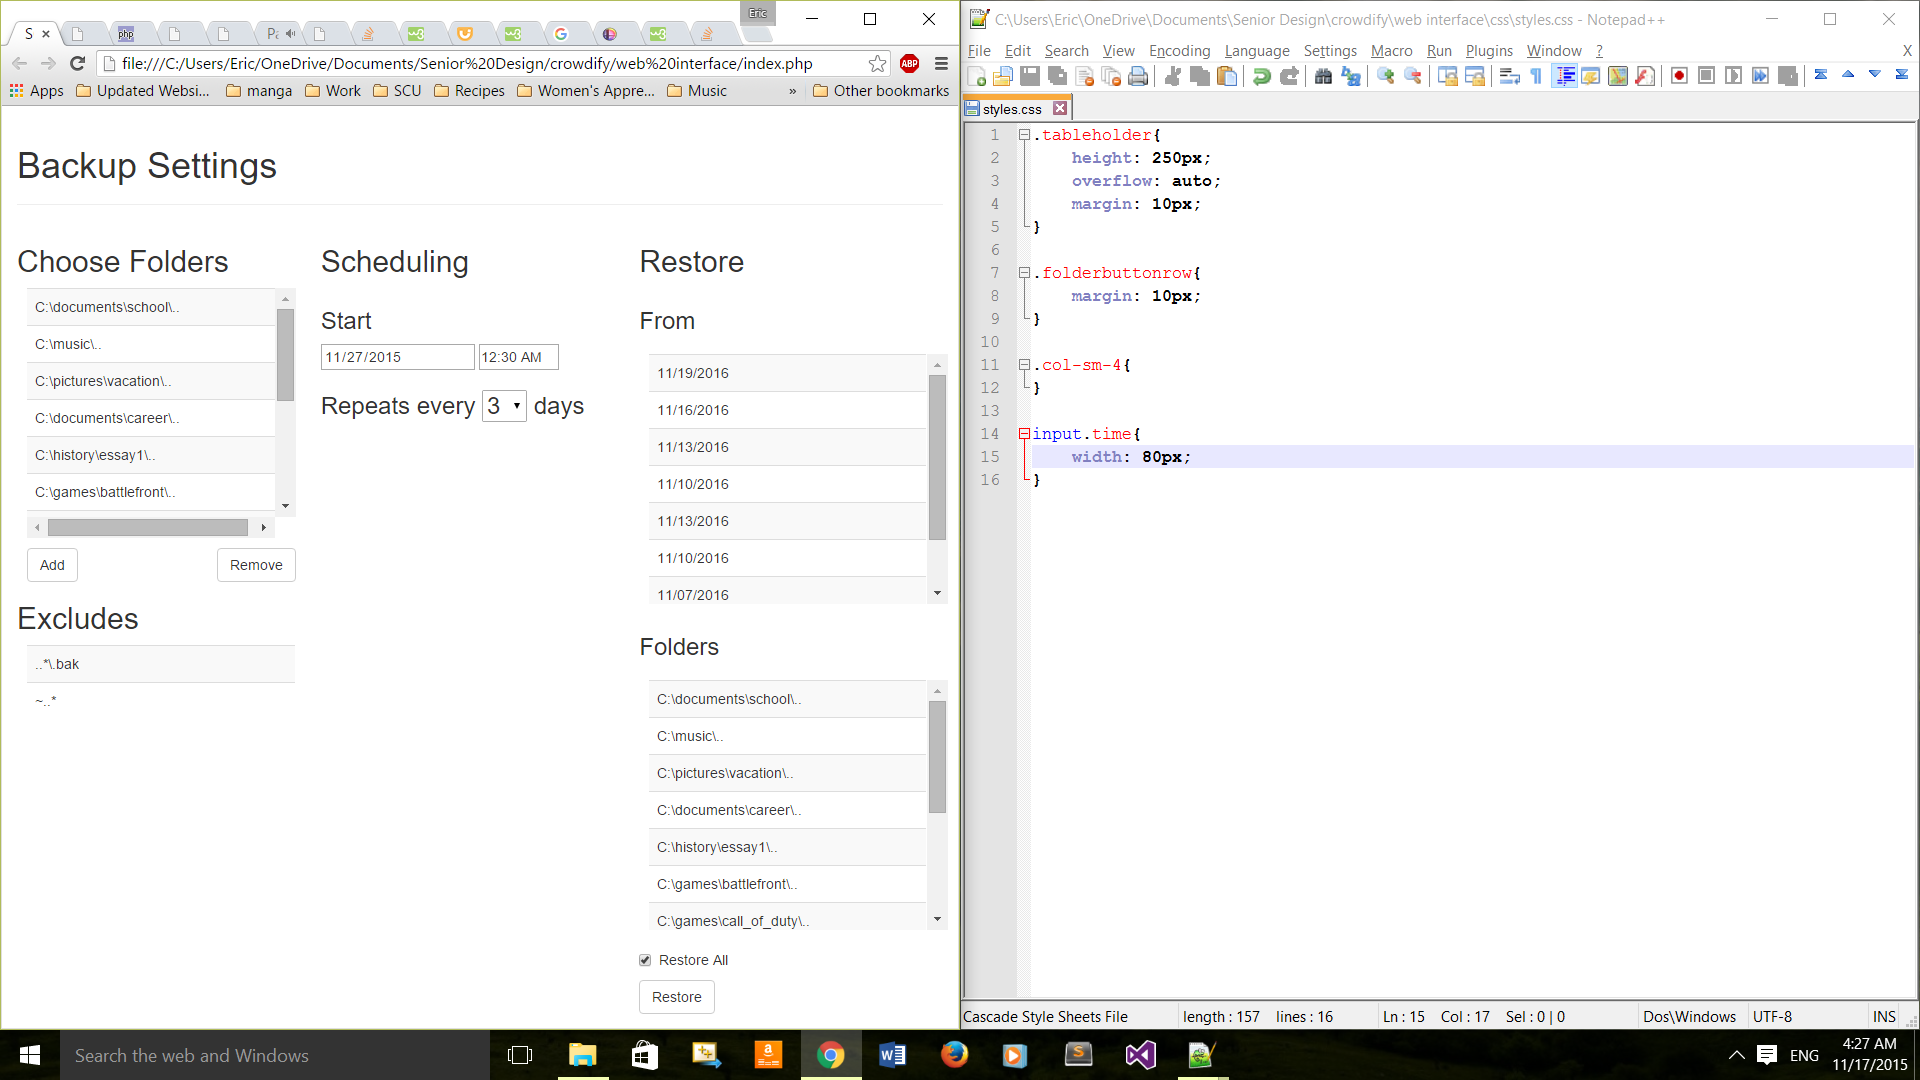 Eric
S
php
Pa
file:///C:/Users/Eric/OneDrive/Documents/Senior%20Design/crowdify/web%20interface/index.php
ABP
Apps Updated Websi... manga Work SCU Recipes Women's Appre... Music » Other bookmarks
Backup Settings
Choose Folders
C:\documents\school\..
C:\music\..
C:\pictures\vacation\..
C:\documents\career\..
C:\history\essay1\..
C:\games\battlefront\..
Add Remove
Excludes
..*\.bak
~..*
Scheduling
Start
11/27/2015 12:30 AM
Repeats every 3 days
Restore
From
11/19/2016
11/16/2016
11/13/2016
11/10/2016
11/13/2016
11/10/2016
11/07/2016
Folders
C:\documents\school\..
C:\music\..
C:\pictures\vacation\..
C:\documents\career\..
C:\history\essay1\..
C:\games\battlefront\..
C:\games\call_of_duty\..
Restore All
Restore
C:\Users\Eric\OneDrive\Documents\Senior Design\crowdify\web interface\css\styles.css - Notepad++
File Edit Search View Encoding Language Settings Macro Run Plugins Window ? X
styles.css
1 .tableholder{
2 height: 250px;
3 overflow: auto;
4 margin: 10px;
5 }
6
7 .folderbuttonrow{
8 margin: 10px;
9 }
10
11 .col-sm-4{
12 }
13
14 input.time{
15 width: 80px;
16 }
Cascade Style Sheets File length : 157 lines : 16 Ln : 15 Col : 17 Sel : 0 | 0 Dos\Windows UTF-8 INS
Search the web and Windows
ENG
4:27 AM
11/17/2015